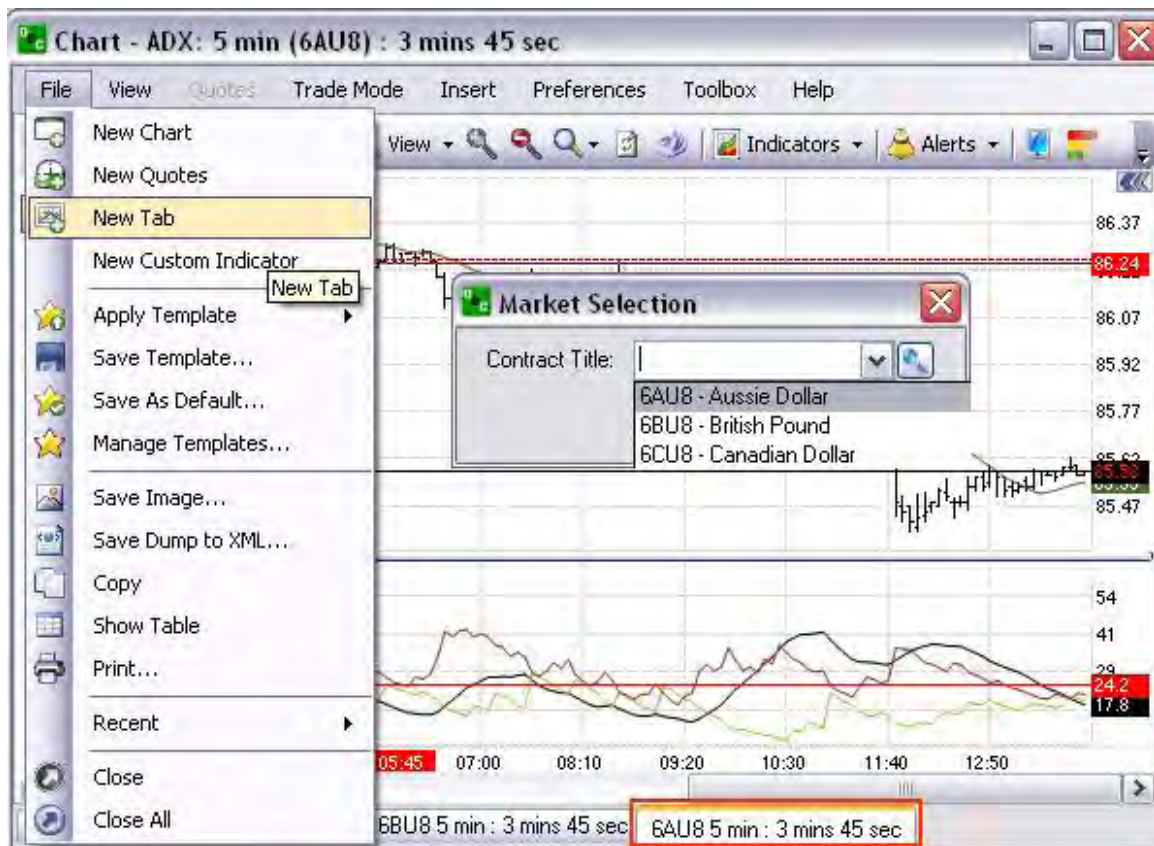 Chart - ADX: 5 min (6AU8) : 3 mins 45 sec
File View Quotes Trade Mode Insert Preferences Toolbox Help
View Indicators Alerts
New Chart
New Quotes
New Tab
New Custom Indicator
New Tab
Apply Template
Save Template...
Save As Default...
Manage Templates...
Save Image...
Save Dump to XML...
Copy
Show Table
Print...
Recent
Close
Close All
Market Selection
Contract Title:
6AU8 - Aussie Dollar
6BU8 - British Pound
6CU8 - Canadian Dollar
86.37
86.24
86.07
85.92
85.77
85.62
85.47
54
41
29
24.2
17.8
05:45 07:00 08:10 09:20 10:30 11:40 12:50
6BU8 5 min : 3 mins 45 sec
6AU8 5 min : 3 mins 45 sec